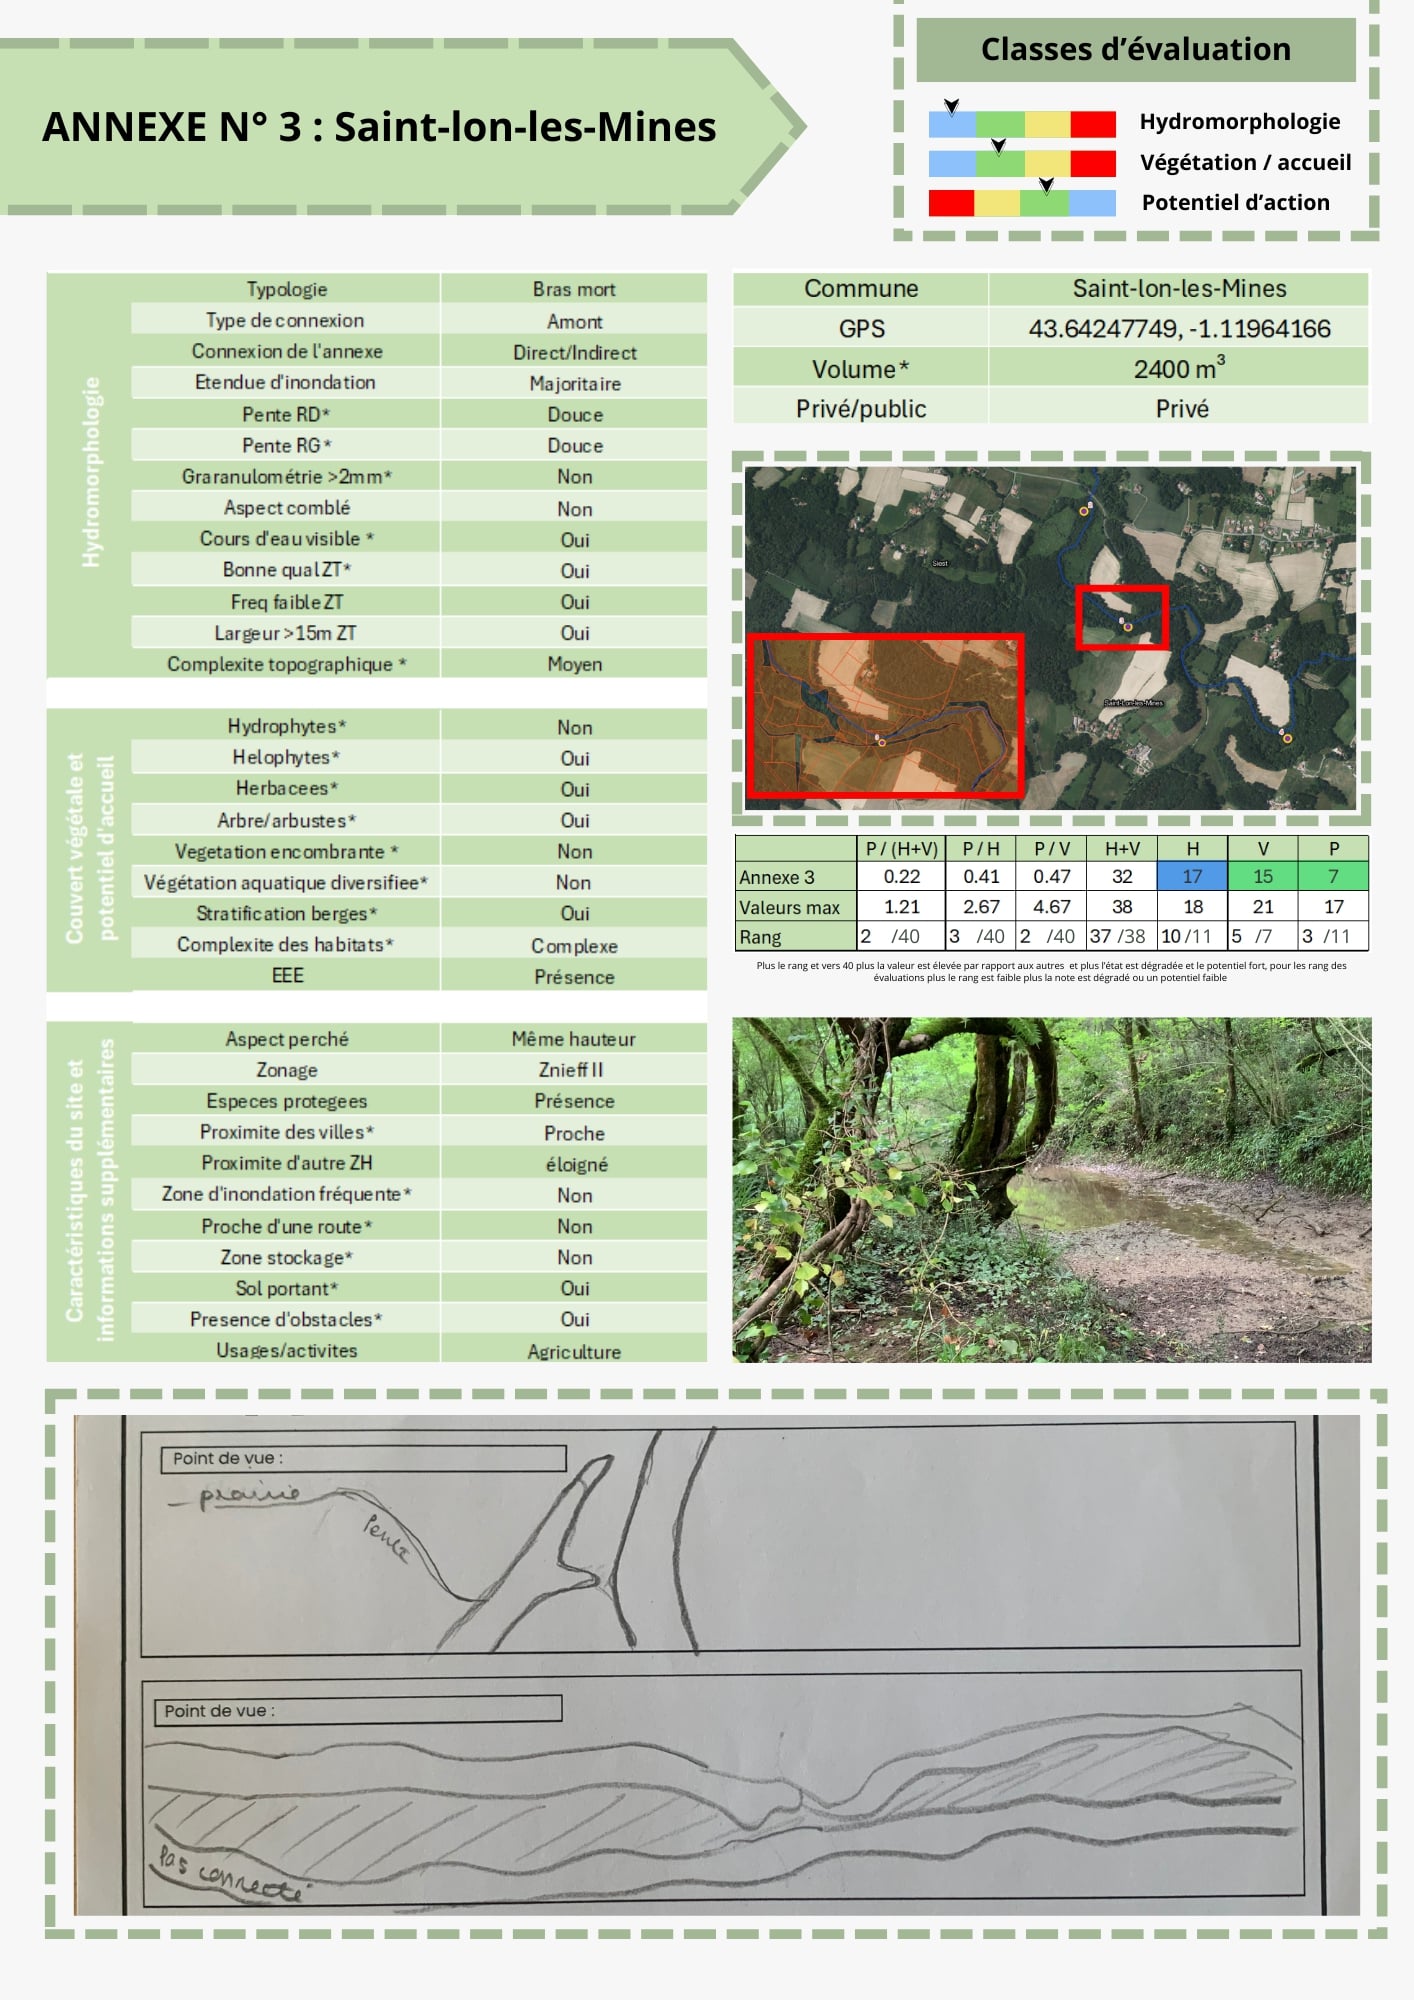 ANNEXE N° 3 : Saint-lon-les-Mines
Classes d’évaluation
Hydromorphologie
Végétation / accueil
Potentiel d’action
Hydromorphologie
Typologie Bras mort
Type de connexion Amont
Connexion de l'annexe Direct/Indirect
Etendue d'inondation Majoritaire
Pente RD* Douce
Pente RG* Douce
Graranulométrie >2mm* Non
Aspect comblé Non
Cours d'eau visible * Oui
Bonne qual ZT* Oui
Freq faible ZT Oui
Largeur >15m ZT Oui
Complexite topographique * Moyen
Couvert végétale et
potentiel d'accueil
Hydrophytes* Non
Helophytes* Oui
Herbacees* Oui
Arbre/arbustes* Oui
Vegetation encombrante * Non
Végétation aquatique diversifiee* Non
Stratification berges* Oui
Complexite des habitats* Complexe
EEE Présence
Caractéristiques du site et
informations supplémentaires
Aspect perché Même hauteur
Zonage Znieff II
Especes protegees Présence
Proximite des villes* Proche
Proximite d'autre ZH éloigné
Zone d'inondation fréquente* Non
Proche d'une route* Non
Zone stockage* Non
Sol portant* Oui
Presence d'obstacles* Oui
Usages/activites Agriculture
Commune Saint-lon-les-Mines
GPS 43.64247749, -1.11964166
Volume* 2400 m³
Privé/public Privé
Siest
Saint-Lon-les-Mines
P / (H+V) P / H P / V H+V H V P
Annexe 3 0.22 0.41 0.47 32 17 15 7
Valeurs max 1.21 2.67 4.67 38 18 21 17
Rang 2 /40 3 /40 2 /40 37 /38 10 /11 5 /7 3 /11
Plus le rang et vers 40 plus la valeur est élevée par rapport aux autres et plus l'état est dégradée et le potentiel fort, pour les rang des
évaluations plus le rang est faible plus la note est dégradé ou un potentiel faible
Point de vue :
prairie
Pente
Point de vue :
Pas connecté